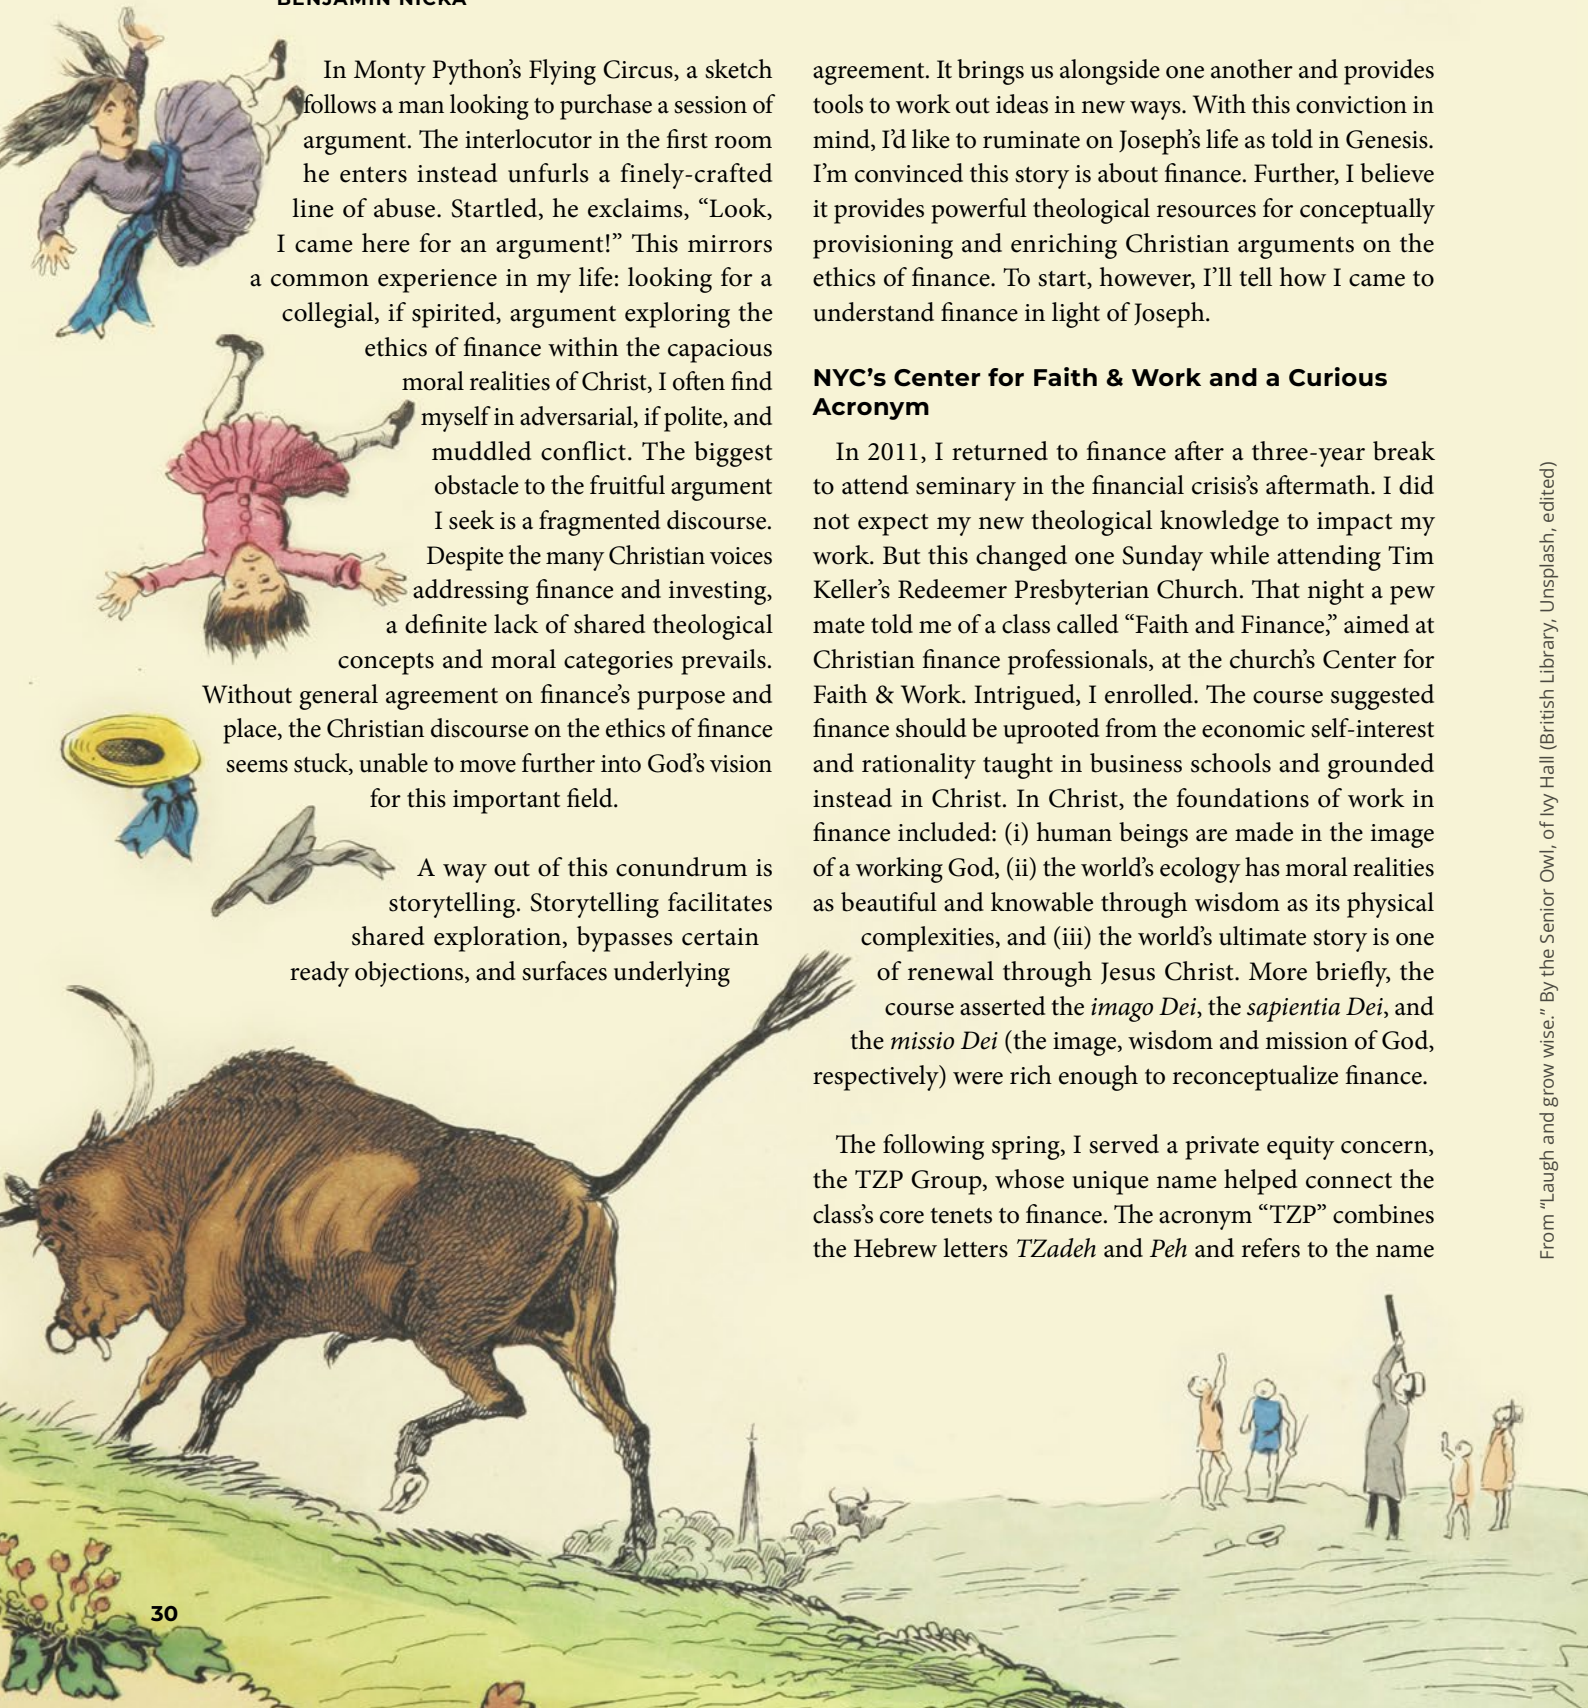 BENJAMIN NICKA
In Monty Python's Flying Circus, a sketch
follows a man looking to purchase a session of
argument. The interlocutor in the first room
he enters instead unfurls a finely-crafted
line of abuse. Startled, he exclaims, “Look,
I came here for an argument!” This mirrors
a common experience in my life: looking for a
collegial, if spirited, argument exploring the
ethics of finance within the capacious
moral realities of Christ, I often find
myself in adversarial, if polite, and
muddled conflict. The biggest
obstacle to the fruitful argument
I seek is a fragmented discourse.
Despite the many Christian voices
addressing finance and investing,
a definite lack of shared theological
concepts and moral categories prevails.
Without general agreement on finance's purpose and
place, the Christian discourse on the ethics of finance
seems stuck, unable to move further into God's vision
for this important field.
A way out of this conundrum is
storytelling. Storytelling facilitates
shared exploration, bypasses certain
ready objections, and surfaces underlying
agreement. It brings us alongside one another and provides
tools to work out ideas in new ways. With this conviction in
mind, I'd like to ruminate on Joseph's life as told in Genesis.
I'm convinced this story is about finance. Further, I believe
it provides powerful theological resources for conceptually
provisioning and enriching Christian arguments on the
ethics of finance. To start, however, I'll tell how I came to
understand finance in light of Joseph.
NYC's Center for Faith & Work and a Curious
Acronym
In 2011, I returned to finance after a three-year break
to attend seminary in the financial crisis's aftermath. I did
not expect my new theological knowledge to impact my
work. But this changed one Sunday while attending Tim
Keller's Redeemer Presbyterian Church. That night a pew
mate told me of a class called “Faith and Finance,” aimed at
Christian finance professionals, at the church's Center for
Faith & Work. Intrigued, I enrolled. The course suggested
finance should be uprooted from the economic self-interest
and rationality taught in business schools and grounded
instead in Christ. In Christ, the foundations of work in
finance included: (i) human beings are made in the image
of a working God, (ii) the world's ecology has moral realities
as beautiful and knowable through wisdom as its physical
complexities, and (iii) the world's ultimate story is one
of renewal through Jesus Christ. More briefly, the
course asserted the imago Dei, the sapientia Dei, and
the missio Dei (the image, wisdom and mission of God,
respectively) were rich enough to reconceptualize finance.
The following spring, I served a private equity concern,
the TZP Group, whose unique name helped connect the
class's core tenets to finance. The acronym “TZP” combines
the Hebrew letters TZadeh and Peh and refers to the name
From “Laugh and grow wise.” By the Senior Owl, of Ivy Hall (British Library, Unsplash, edited)
30